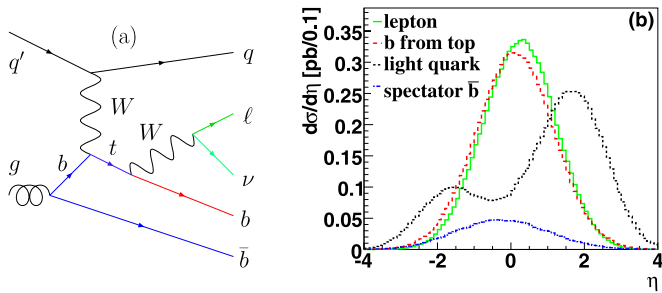 (a)
q′
q
W
W
ℓ
g
b
t
ν
b
b̄
(b)
dσ/dη [pb/0.1]
0.35
0.3
0.25
0.2
0.15
0.1
0.05
0
lepton
b from top
light quark
spectator b̄
-4 -2 0 2 4
η